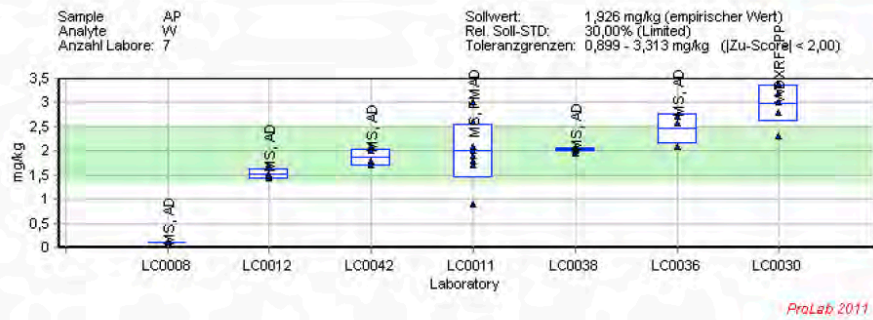 Sample AP
Analyte W
Anzahl Labore: 7
Sollwert: 1,926 mg/kg (empirischer Wert)
Rel. Soll-STD: 30,00% (Limited)
Toleranzgrenzen: 0,899 - 3,313 mg/kg (|Zu-Score| < 2,00)
mg/kg
3,5
3
2,5
2
1,5
1
0,5
0
MS, AD
MS, AD
MS, AD
MS, PMAD
MS, AD
MS, AD
LC0008 LC0012 LC0042 LC0011 LC0038 LC0036 LC0030
Laboratory
ProLab 2011